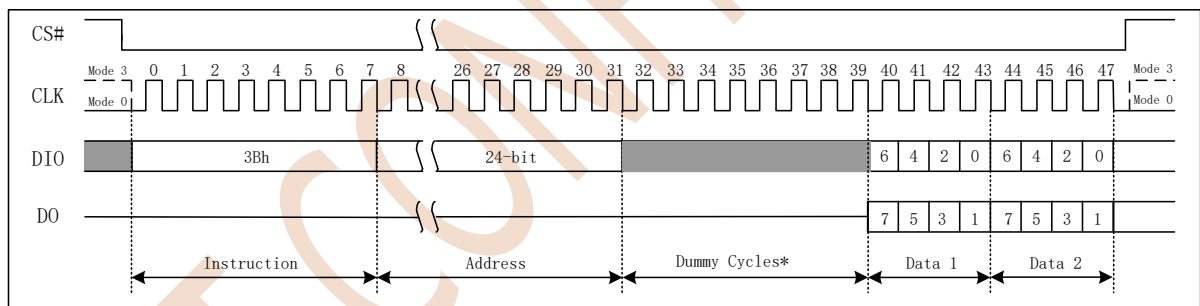 CS#
Mode 3 0 1 2 3 4 5 6 7 8 26 27 28 29 30 31 32 33 34 35 36 37 38 39 40 41 42 43 44 45 46 47 Mode 3
CLK
Mode 0 Mode 0
DIO 3Bh 24-bit 6 4 2 0 6 4 2 0
DO 7 5 3 1 7 5 3 1
Instruction Address Dummy Cycles* Data 1 Data 2